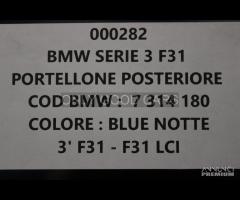 000282
BMW SERIE 3 F31
PORTELLONE POSTERIORE
COD BMW : 7 314 180
COLORE : BLUE NOTTE
3' F31 - F31 LCI
ANNUNCI